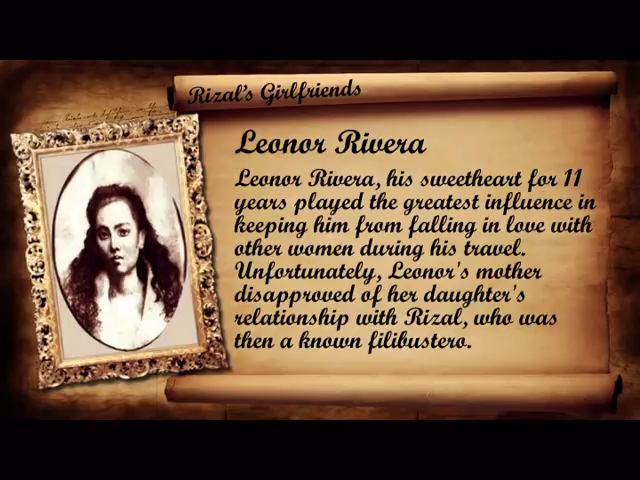 Rizal's Girlfriends
Leonor Rivera
Leonor Rivera, his sweetheart for 11
years played the greatest influence in
keeping him from falling in love with
other women during his travel.
Unfortunately, Leonor's mother
disapproved of her daughter's
relationship with Rizal, who was
then a known filibustero.